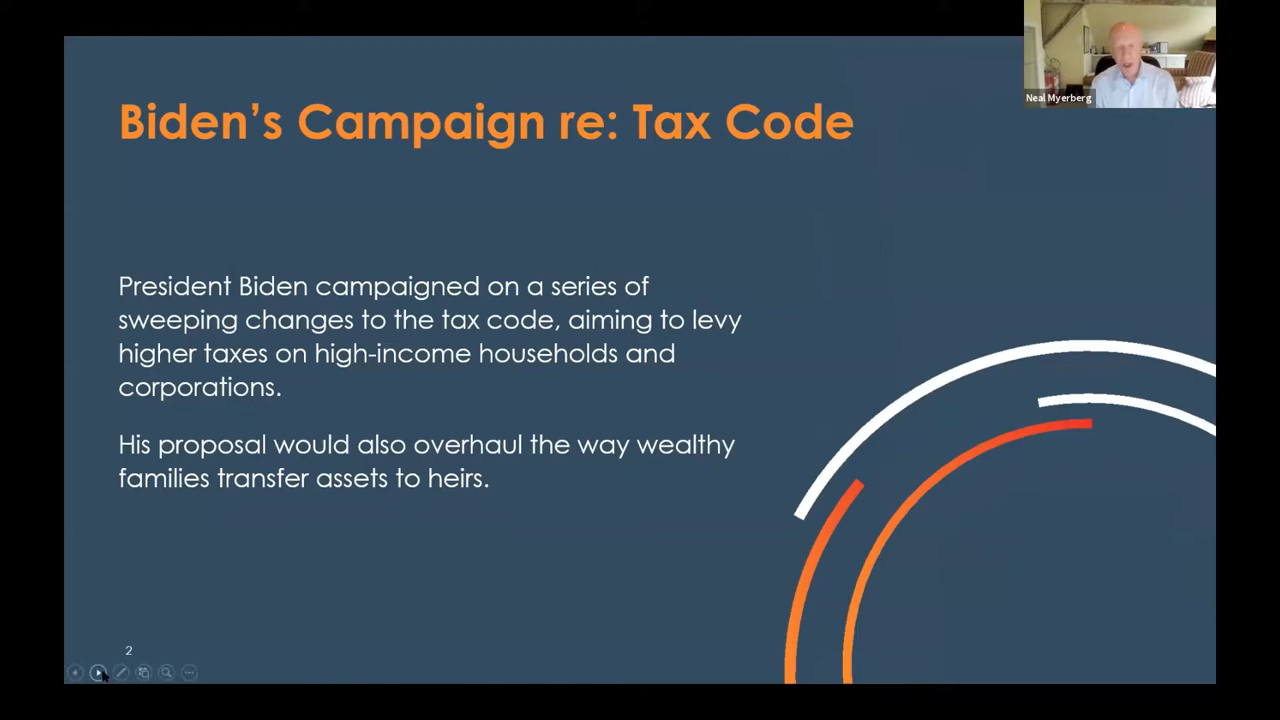 Biden's Campaign re: Tax Code
Neal Myerberg
President Biden campaigned on a series of
sweeping changes to the tax code, aiming to levy
higher taxes on high-income households and
corporations.
His proposal would also overhaul the way wealthy
families transfer assets to heirs.
2